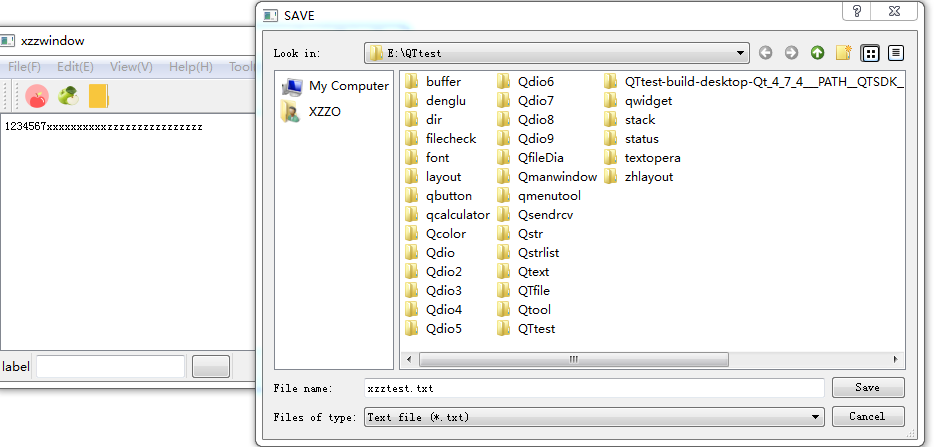 xzzwindow
File(F) Edit(E) View(V) Help(H) Tool
1234567xxxxxxxxxxzzzzzzzzzzzzzzzz
label
SAVE
Look in: E:\QTtest
My Computer
XZZO
buffer
denglu
dir
filecheck
font
layout
qbutton
qcalculator
Qcolor
Qdio
Qdio2
Qdio3
Qdio4
Qdio5
Qdio6
Qdio7
Qdio8
Qdio9
QfileDia
Qmanwindow
qmenutool
Qsendrcv
Qstr
Qstrlist
Qtext
QTfile
Qtool
QTtest
QTtest-build-desktop-Qt_4_7_4__PATH__QTSDK_
qwidget
stack
status
textopera
zhlayout
File name: xzztest.txt Save
Files of type: Text file (*.txt) Cancel